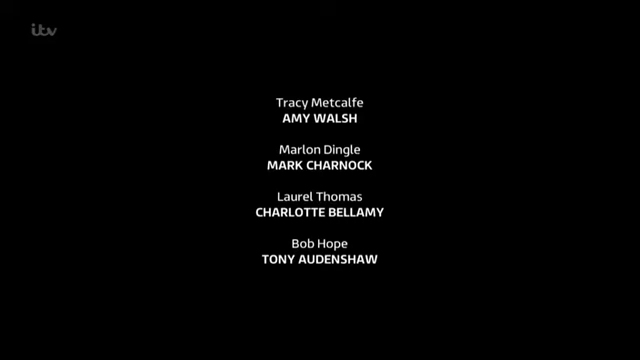 itv
Tracy Metcalfe
AMY WALSH
Marlon Dingle
MARK CHARNOCK
Laurel Thomas
CHARLOTTE BELLAMY
Bob Hope
TONY AUDENSHAW